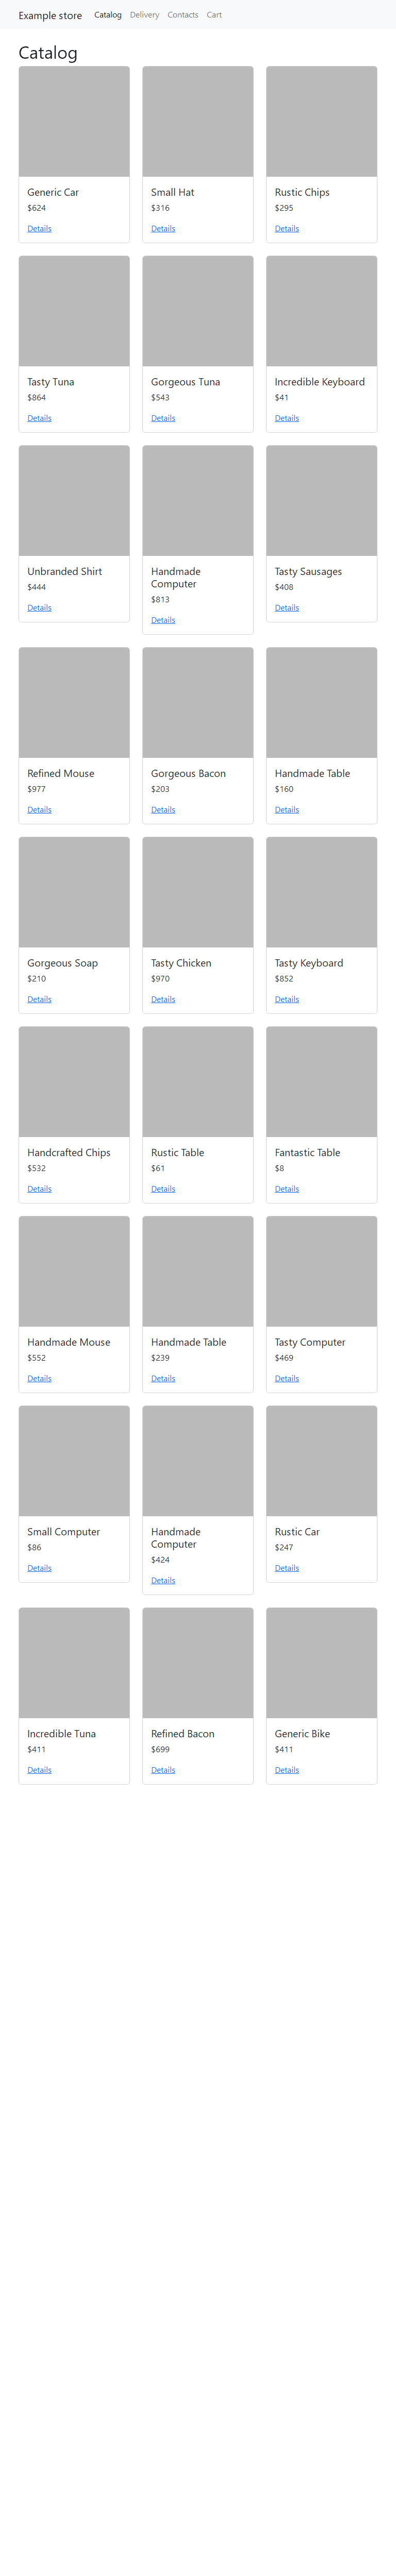 Example store Catalog Delivery Contacts Cart
Catalog
Generic Car
$624
Details
Small Hat
$316
Details
Rustic Chips
$295
Details
Tasty Tuna
$864
Details
Gorgeous Tuna
$543
Details
Incredible Keyboard
$41
Details
Unbranded Shirt
$444
Details
Handmade
Computer
$813
Details
Tasty Sausages
$408
Details
Refined Mouse
$977
Details
Gorgeous Bacon
$203
Details
Handmade Table
$160
Details
Gorgeous Soap
$210
Details
Tasty Chicken
$970
Details
Tasty Keyboard
$852
Details
Handcrafted Chips
$532
Details
Rustic Table
$61
Details
Fantastic Table
$8
Details
Handmade Mouse
$552
Details
Handmade Table
$239
Details
Tasty Computer
$469
Details
Small Computer
$86
Details
Handmade
Computer
$424
Details
Rustic Car
$247
Details
Incredible Tuna
$411
Details
Refined Bacon
$699
Details
Generic Bike
$411
Details